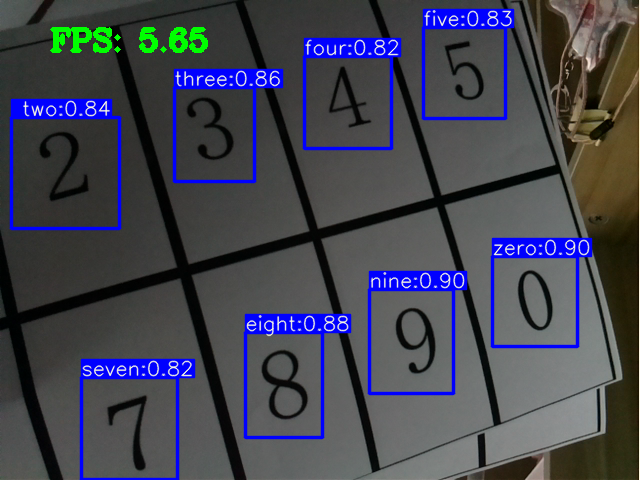 FPS: 5.65
two:0.84
three:0.86
four:0.82
five:0.83
2
3
4
5
seven:0.82
eight:0.88
nine:0.90
zero:0.90
7
8
9
0